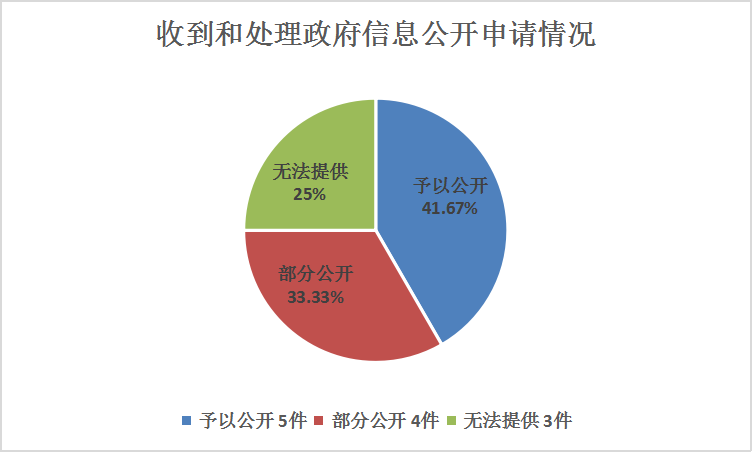 收到和处理政府信息公开申请情况
无法提供
25%
予以公开
41.67%
部分公开
33.33%
予以公开 5件 部分公开 4件 无法提供 3件